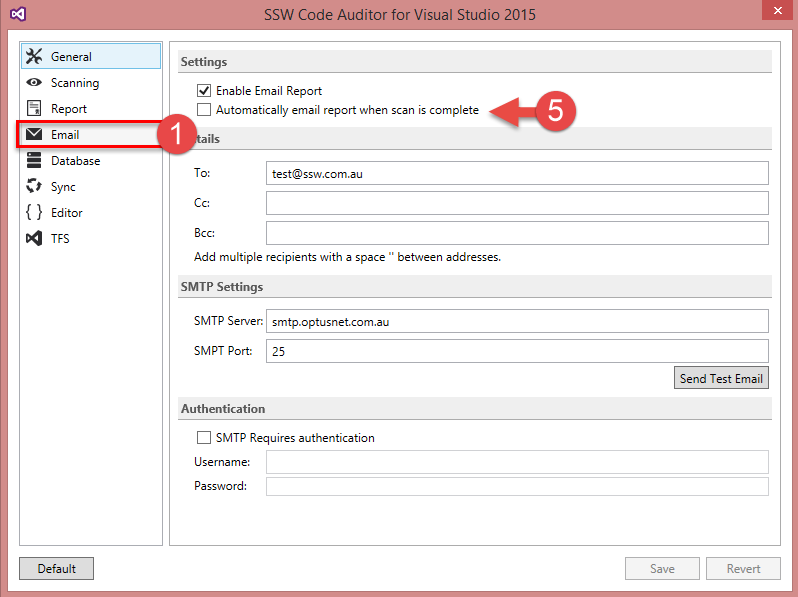 SSW Code Auditor for Visual Studio 2015
General
Scanning
Report
Email
1
Database
Sync
Editor
TFS
Settings
Enable Email Report
Automatically email report when scan is complete
5
tails
To: test@ssw.com.au
Cc:
Bcc:
Add multiple recipients with a space '' between addresses.
SMTP Settings
SMTP Server: smtp.optusnet.com.au
SMPT Port: 25
Send Test Email
Authentication
SMTP Requires authentication
Username:
Password:
Default
Save
Revert